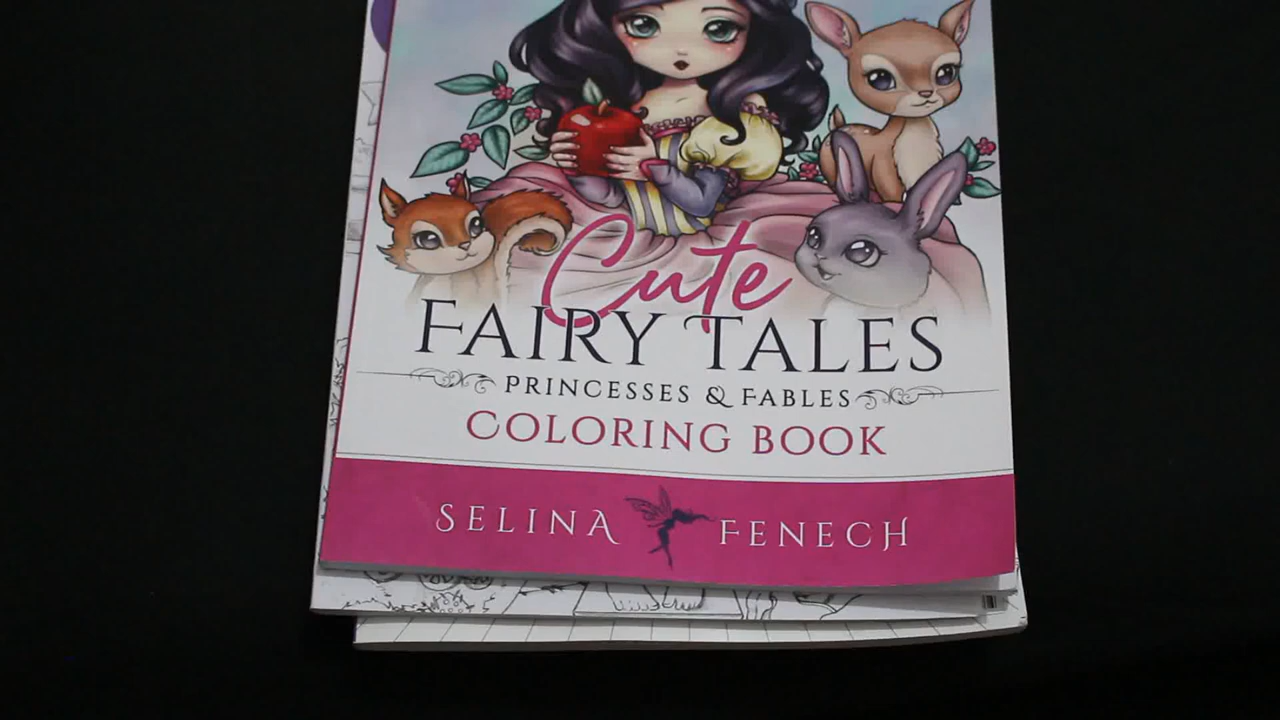 Cute
FAIRY TALES
PRINCESSES & FABLES
COLORING BOOK
SELINA FENECH